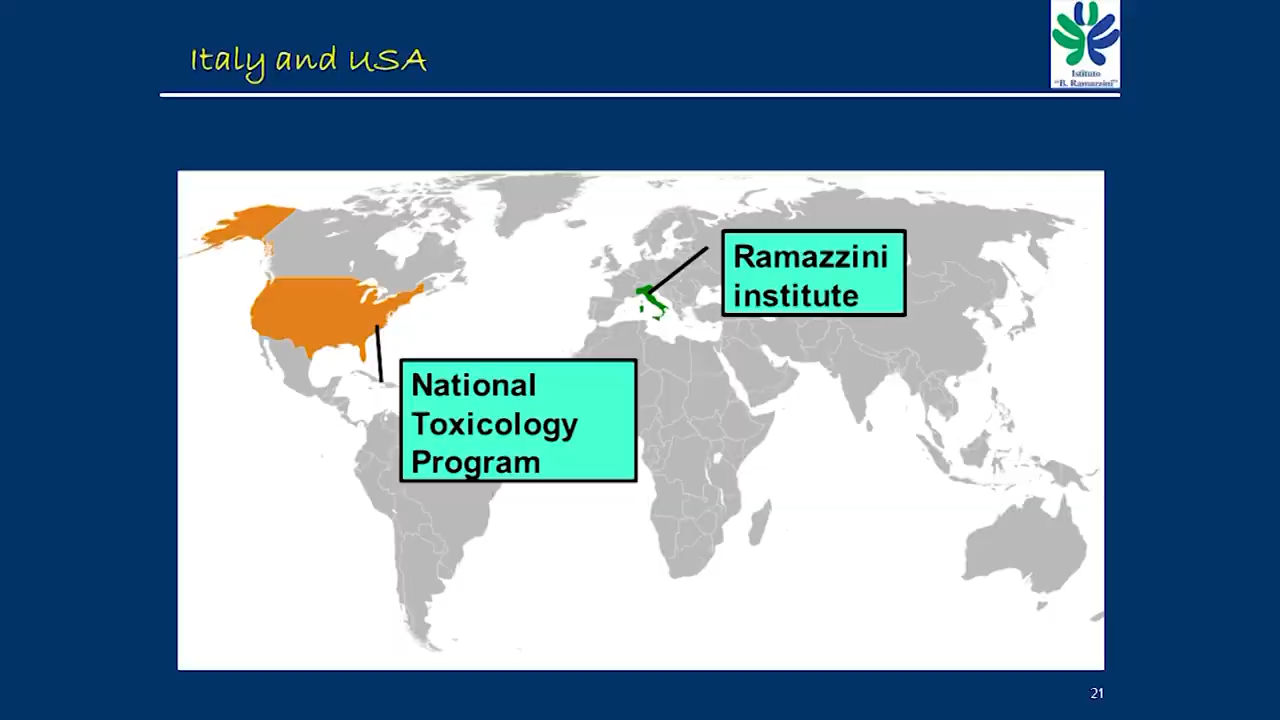 Italy and USA
Istituto
"B. Ramazzini"
Ramazzini
institute
National
Toxicology
Program
21